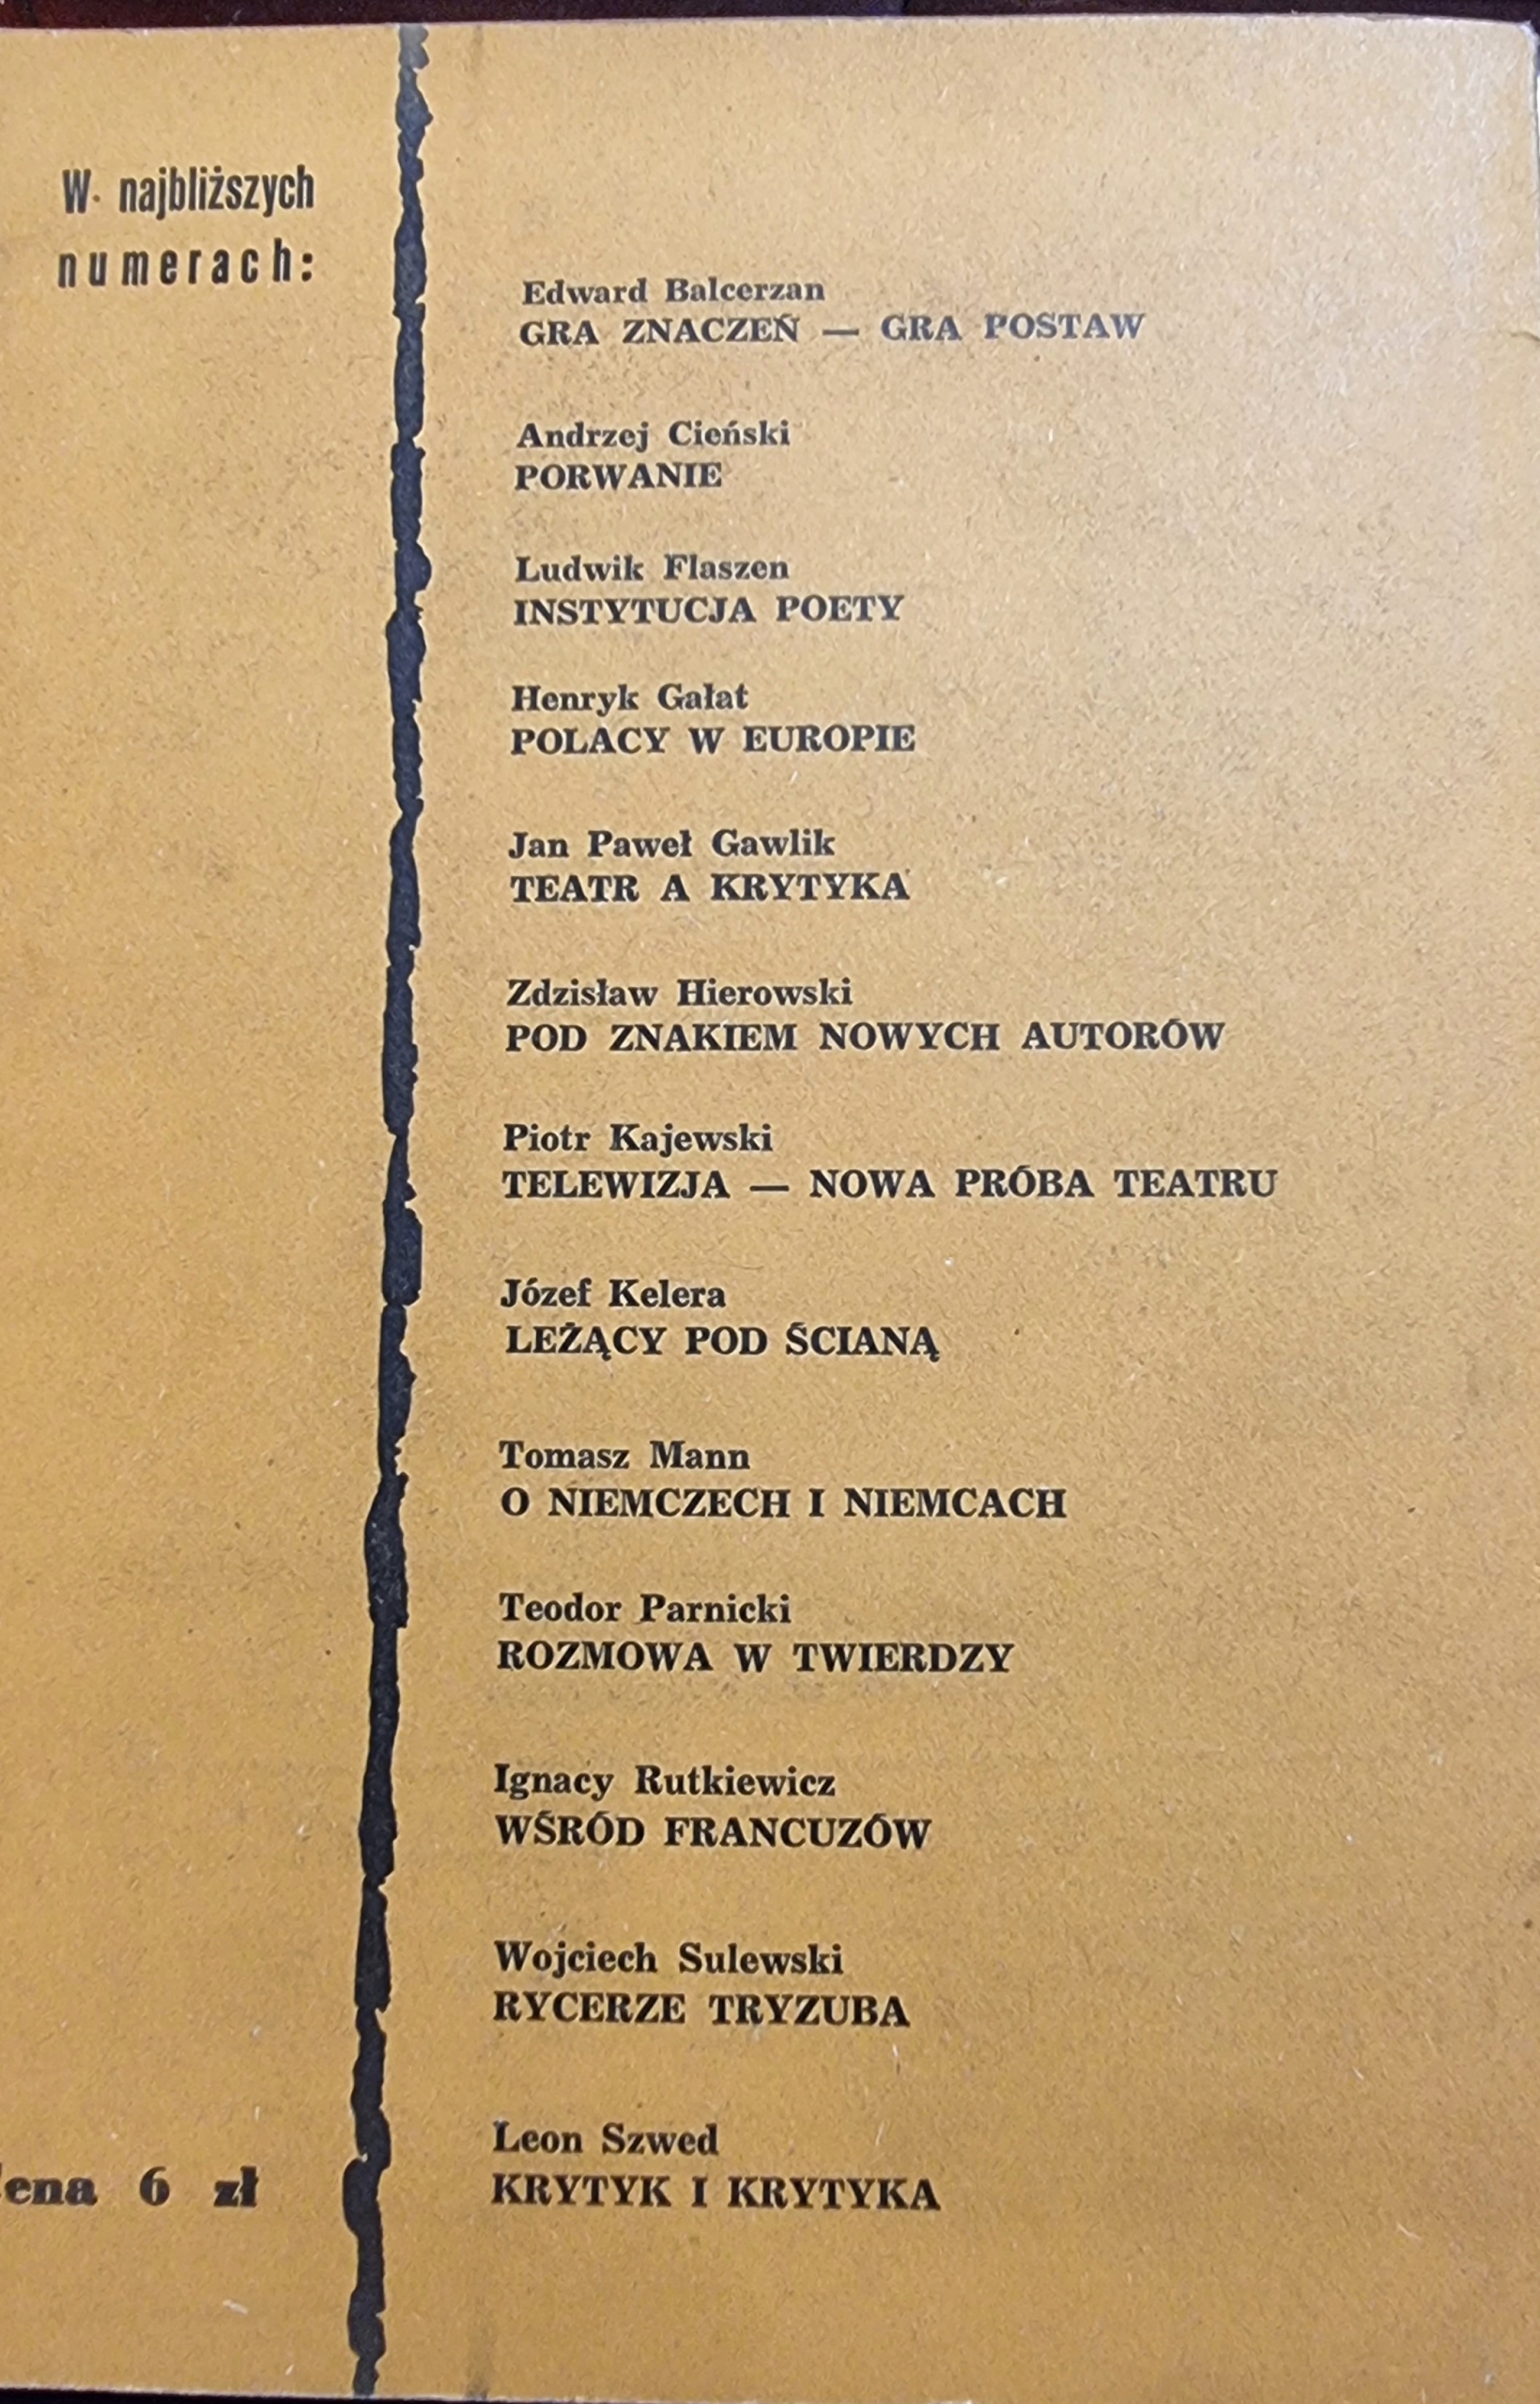 W najbliższych
numerach:
Edward Balcerzan
GRA ZNACZEŃ — GRA POSTAW
Andrzej Cieński
PORWANIE
Ludwik Flaszen
INSTYTUCJA POETY
Henryk Gałat
POLACY W EUROPIE
Jan Paweł Gawlik
TEATR A KRYTYKA
Zdzisław Hierowski
POD ZNAKIEM NOWYCH AUTORÓW
Piotr Kajewski
TELEWIZJA — NOWA PRÓBA TEATRU
Józef Kelera
LEŻĄCY POD ŚCIANĄ
Tomasz Mann
O NIEMCZECH I NIEMCACH
Teodor Parnicki
ROZMOWA W TWIERDZY
Ignacy Rutkiewicz
WŚRÓD FRANCUZÓW
Wojciech Sulewski
RYCERZE TRYZUBA
Leon Szwed
KRYTYK I KRYTYKA
ena 6 zł